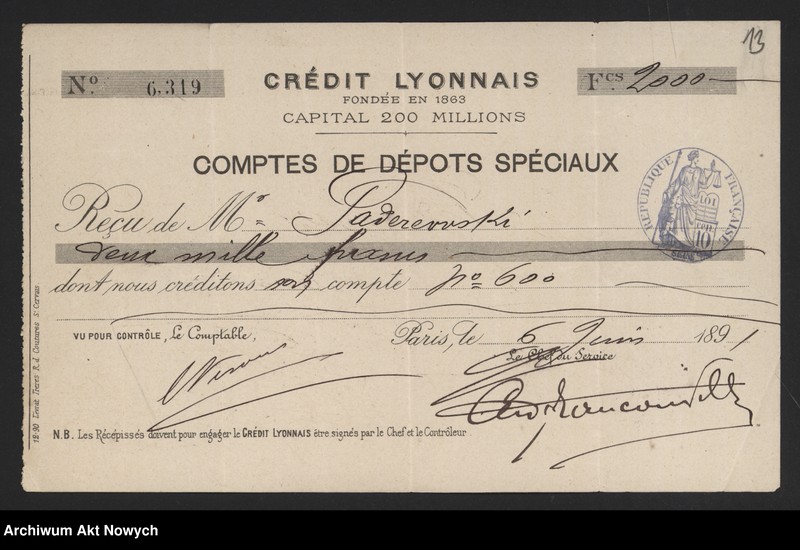 13
Nº. 6.319
CRÉDIT LYONNAIS
Fcs. 2000
FONDÉE EN 1863
CAPITAL 200 MILLIONS
COMPTES DE DÉPOTS SPÉCIAUX
RÉPUBLIQUE FRANÇAISE
LOI
10
Reçu de Mr Paderewski
deux mille francs
dont nous créditons son compte no 600
VU POUR CONTRÔLE, Le Comptable,
Paris, le 6 Juin 1891
Le Chef du Service
N.B. Les Récépissés doivent pour engager le CRÉDIT LYONNAIS être signés par le Chef et le Contrôleur.
Archiwum Akt Nowych